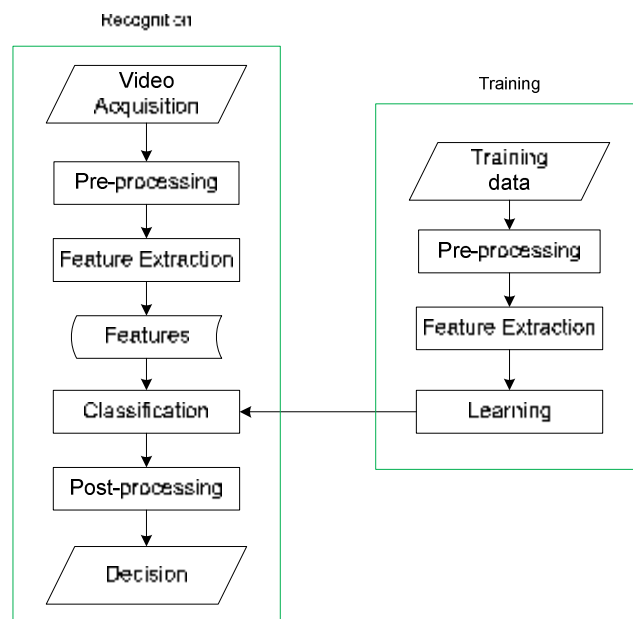 Recognition
Video
Acquisition
Pre-processing
Feature Extraction
Features
Classification
Post-processing
Decision
Training
Training
data
Pre-processing
Feature Extraction
Learning